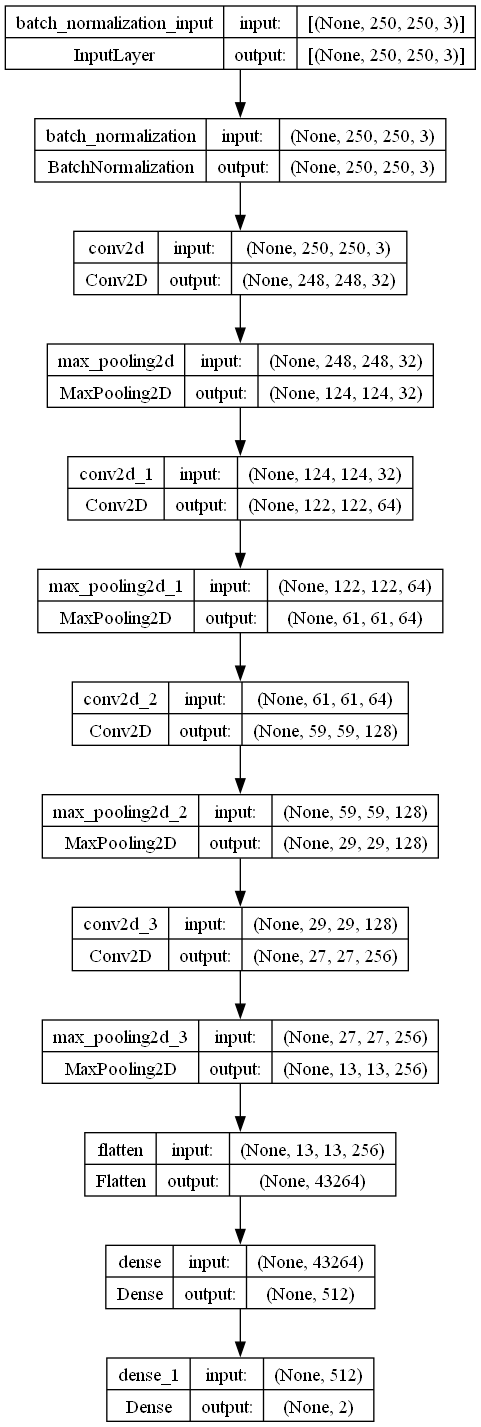 batch_normalization_input input: [(None, 250, 250, 3)]
InputLayer output: [(None, 250, 250, 3)]
batch_normalization input: (None, 250, 250, 3)
BatchNormalization output: (None, 250, 250, 3)
conv2d input: (None, 250, 250, 3)
Conv2D output: (None, 248, 248, 32)
max_pooling2d input: (None, 248, 248, 32)
MaxPooling2D output: (None, 124, 124, 32)
conv2d_1 input: (None, 124, 124, 32)
Conv2D output: (None, 122, 122, 64)
max_pooling2d_1 input: (None, 122, 122, 64)
MaxPooling2D output: (None, 61, 61, 64)
conv2d_2 input: (None, 61, 61, 64)
Conv2D output: (None, 59, 59, 128)
max_pooling2d_2 input: (None, 59, 59, 128)
MaxPooling2D output: (None, 29, 29, 128)
conv2d_3 input: (None, 29, 29, 128)
Conv2D output: (None, 27, 27, 256)
max_pooling2d_3 input: (None, 27, 27, 256)
MaxPooling2D output: (None, 13, 13, 256)
flatten input: (None, 13, 13, 256)
Flatten output: (None, 43264)
dense input: (None, 43264)
Dense output: (None, 512)
dense_1 input: (None, 512)
Dense output: (None, 2)